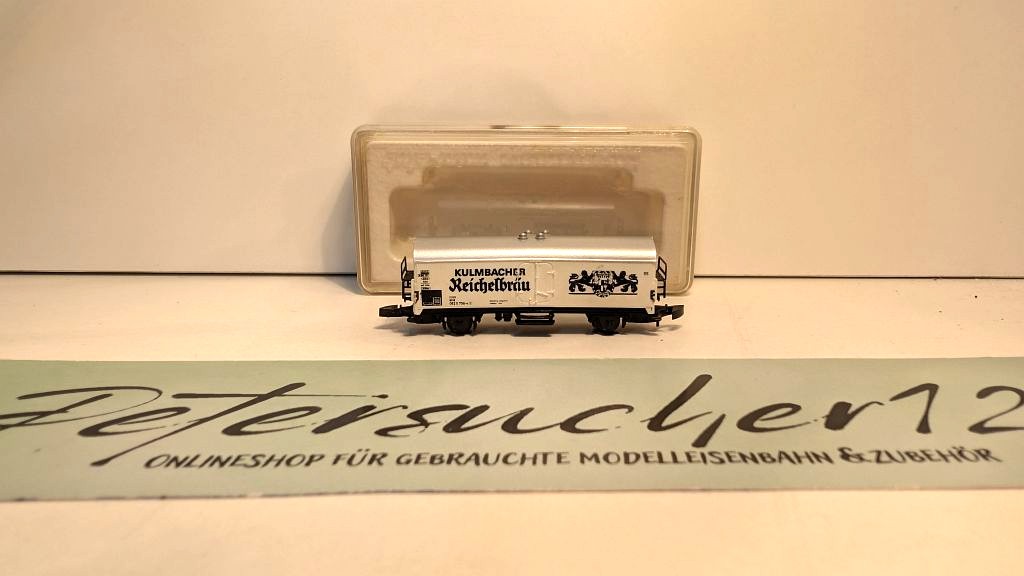 KULMBACHER
Reichelbräu
Petersucher12
ONLINESHOP FÜR GEBRAUCHTE MODELLEISENBAHN & ZUBEHÖR